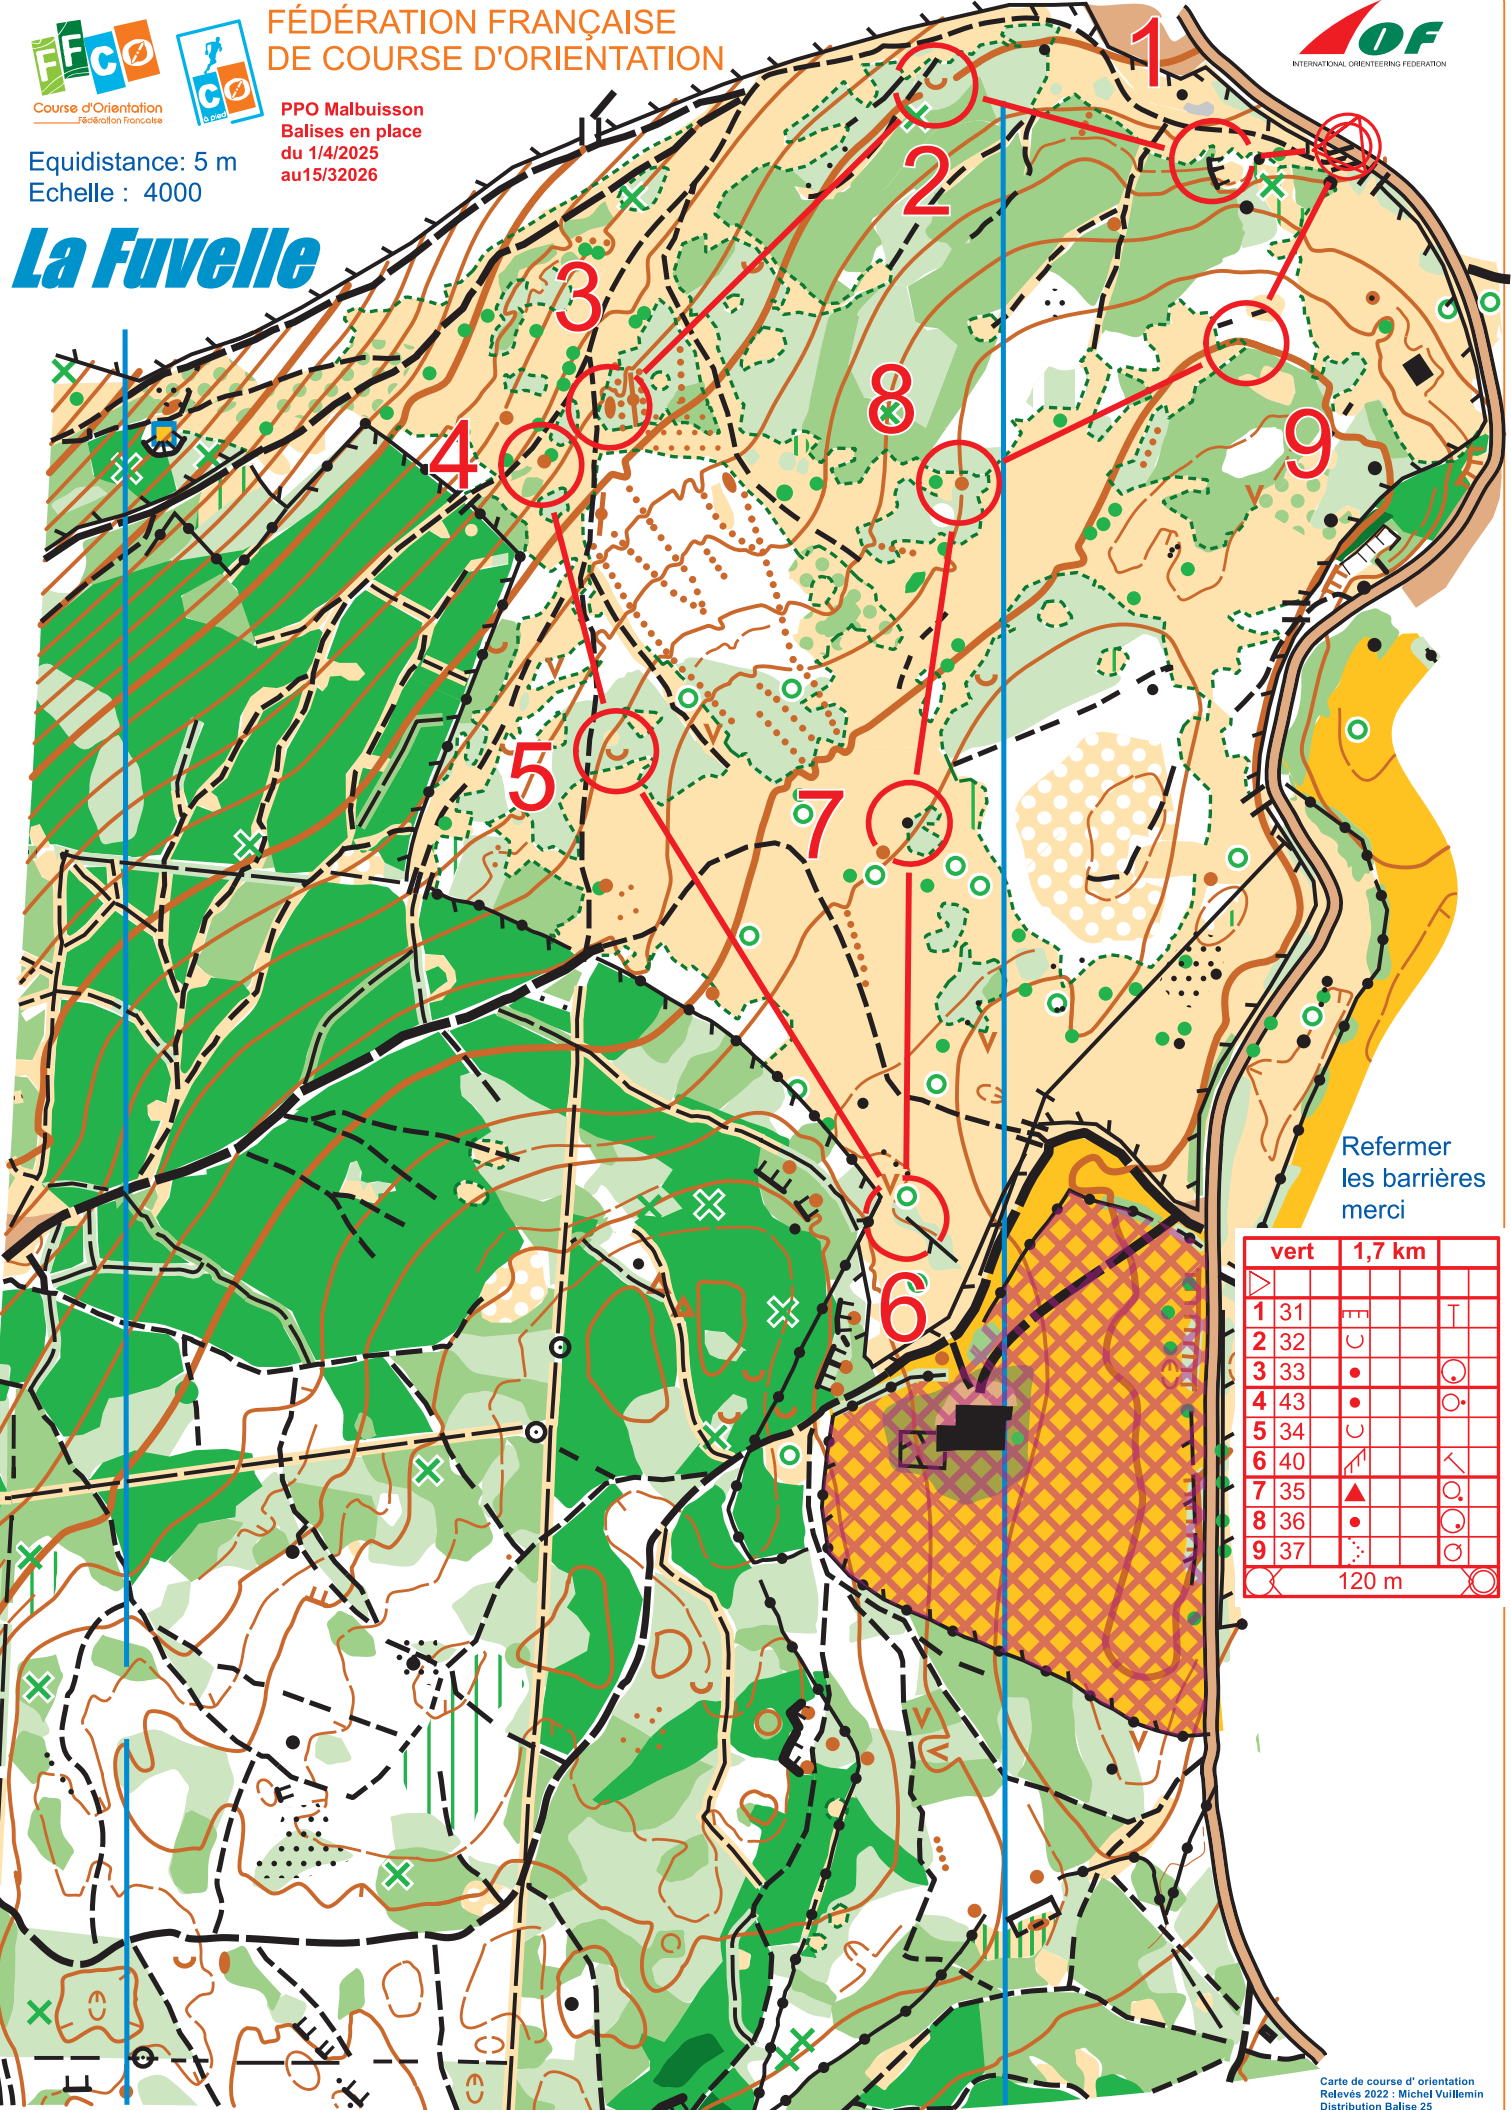 FÉDÉRATION FRANÇAISE
DE COURSE D'ORIENTATION
FFCO
Course d'Orientation
Fédération Française
CO
à pied
PPO Malbuisson
Balises en place
du 1/4/2025
au15/32026
Equidistance: 5 m
Echelle : 4000
La Fuvelle
IOF
INTERNATIONAL ORIENTEERING FEDERATION
1
2
3
4
5
6
7
8
9
Refermer
les barrières
merci
vert 1,7 km
1 31
2 32
3 33
4 43
5 34
6 40
7 35
8 36
9 37
120 m
Carte de course d' orientation
Relevés 2022 : Michel Vuillemin
Distribution Balise 25